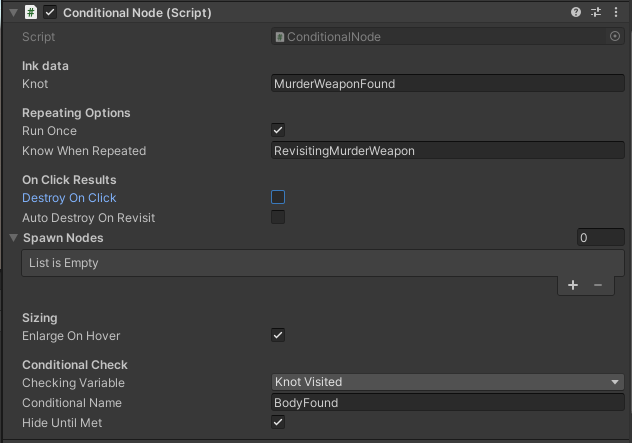 Conditional Node (Script)
Script ConditionalNode
Ink data
Knot MurderWeaponFound
Repeating Options
Run Once
Know When Repeated RevisitingMurderWeapon
On Click Results
Destroy On Click
Auto Destroy On Revisit
Spawn Nodes 0
List is Empty
+ −
Sizing
Enlarge On Hover
Conditional Check
Checking Variable Knot Visited
Conditional Name BodyFound
Hide Until Met